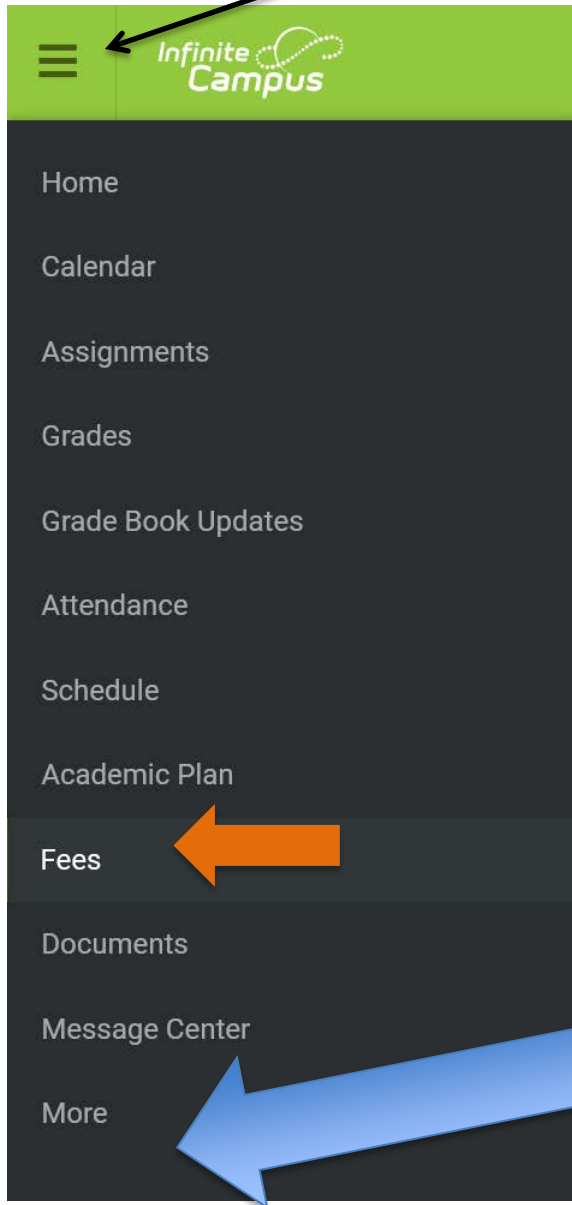 Infinite
Campus
Home
Calendar
Assignments
Grades
Grade Book Updates
Attendance
Schedule
Academic Plan
Fees
Documents
Message Center
More